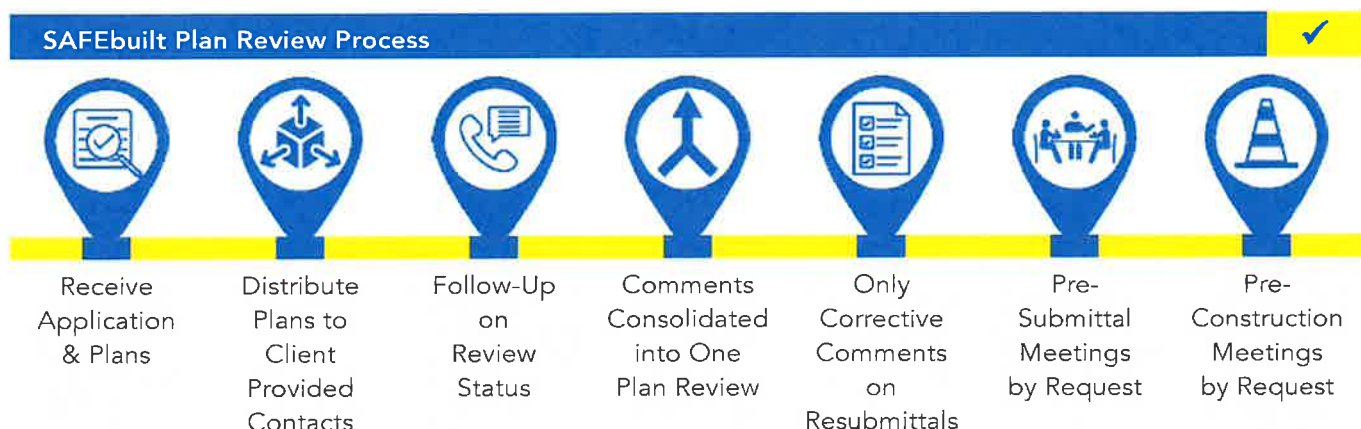 SAFEbuilt Plan Review Process
Receive
Application
& Plans
Distribute
Plans to
Client
Provided
Contacts
Follow-Up
on
Review
Status
Comments
Consolidated
into One
Plan Review
Only
Corrective
Comments
on
Resubmittals
Pre-
Submittal
Meetings
by Request
Pre-
Construction
Meetings
by Request